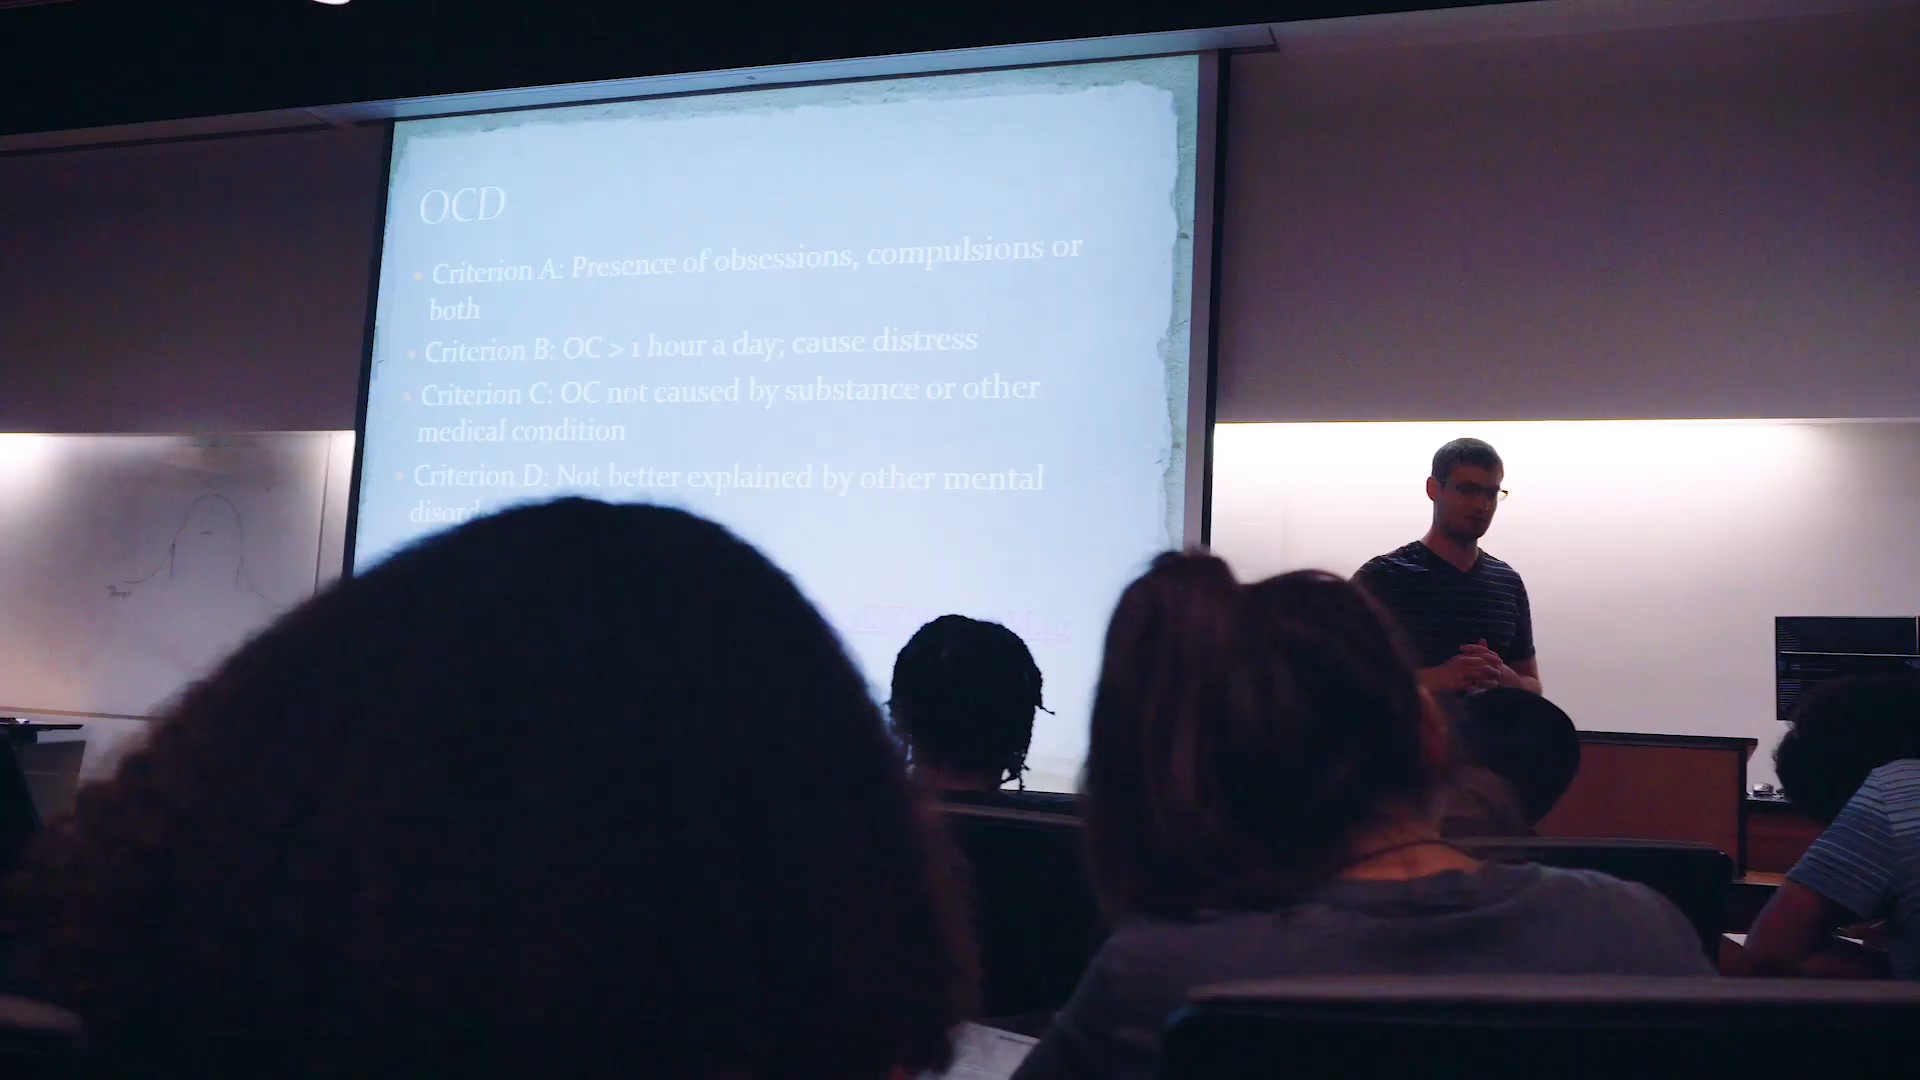 OCD
• Criterion A: Presence of obsessions, compulsions or
both
• Criterion B: OC > 1 hour a day; cause distress
• Criterion C: OC not caused by substance or other
medical condition
• Criterion D: Not better explained by other mental